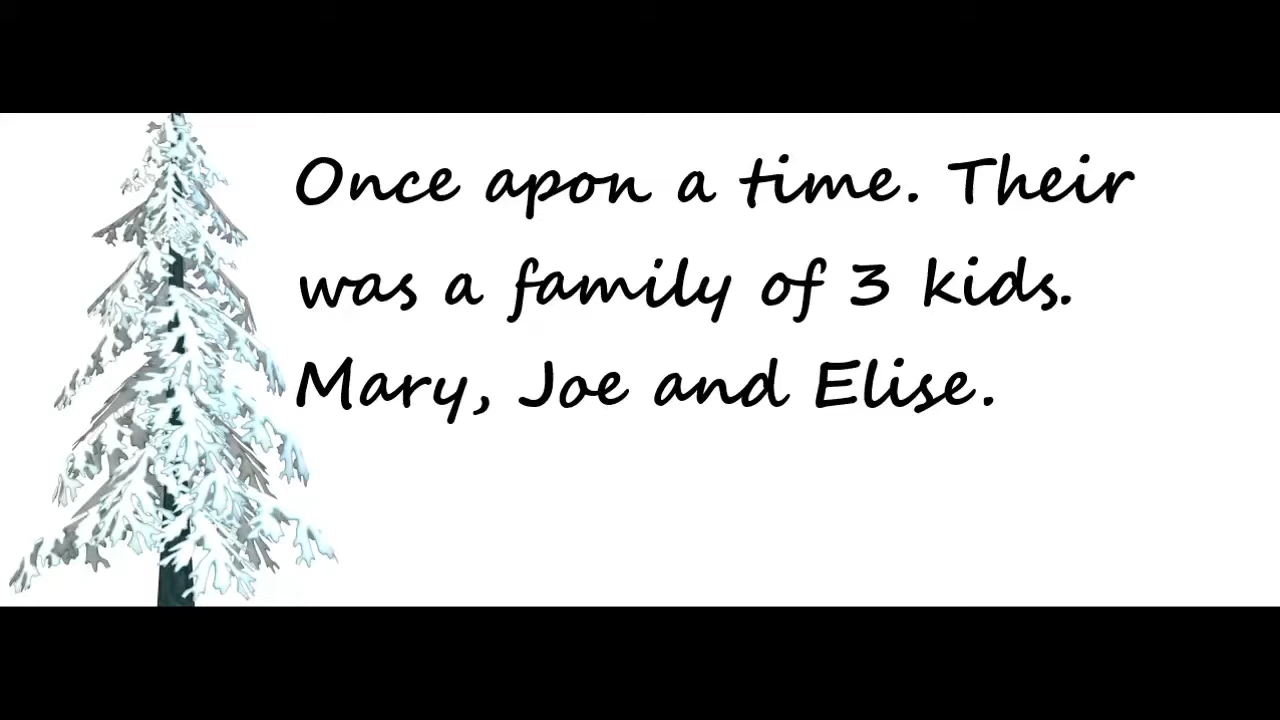 Once apon a time. Their
was a family of 3 kids.
Mary, Joe and Elise.